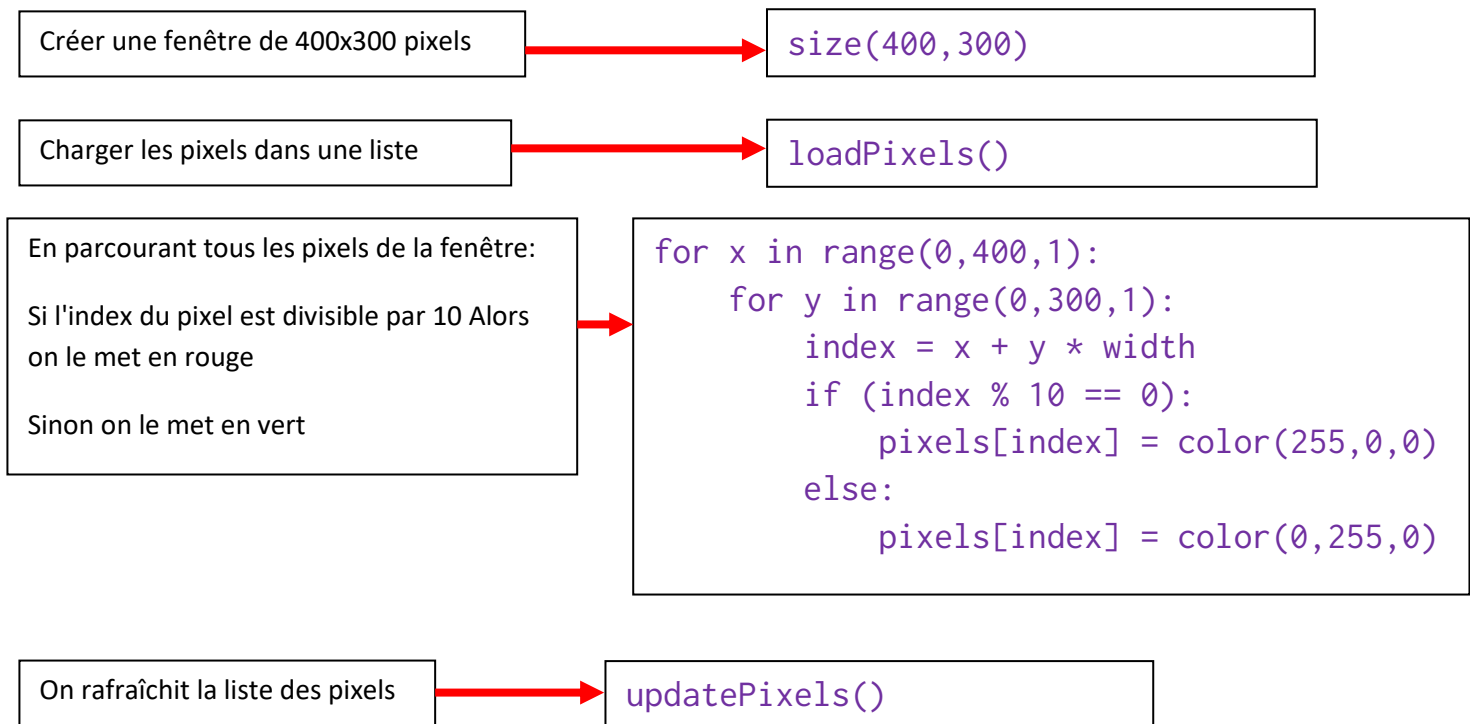 Créer une fenêtre de 400x300 pixels
size(400,300)
Charger les pixels dans une liste
loadPixels()
En parcourant tous les pixels de la fenêtre:
Si l'index du pixel est divisible par 10 Alors
on le met en rouge
Sinon on le met en vert
for x in range(0,400,1):
    for y in range(0,300,1):
        index = x + y * width
        if (index % 10 == 0):
            pixels[index] = color(255,0,0)
        else:
            pixels[index] = color(0,255,0)
On rafraîchit la liste des pixels
updatePixels()